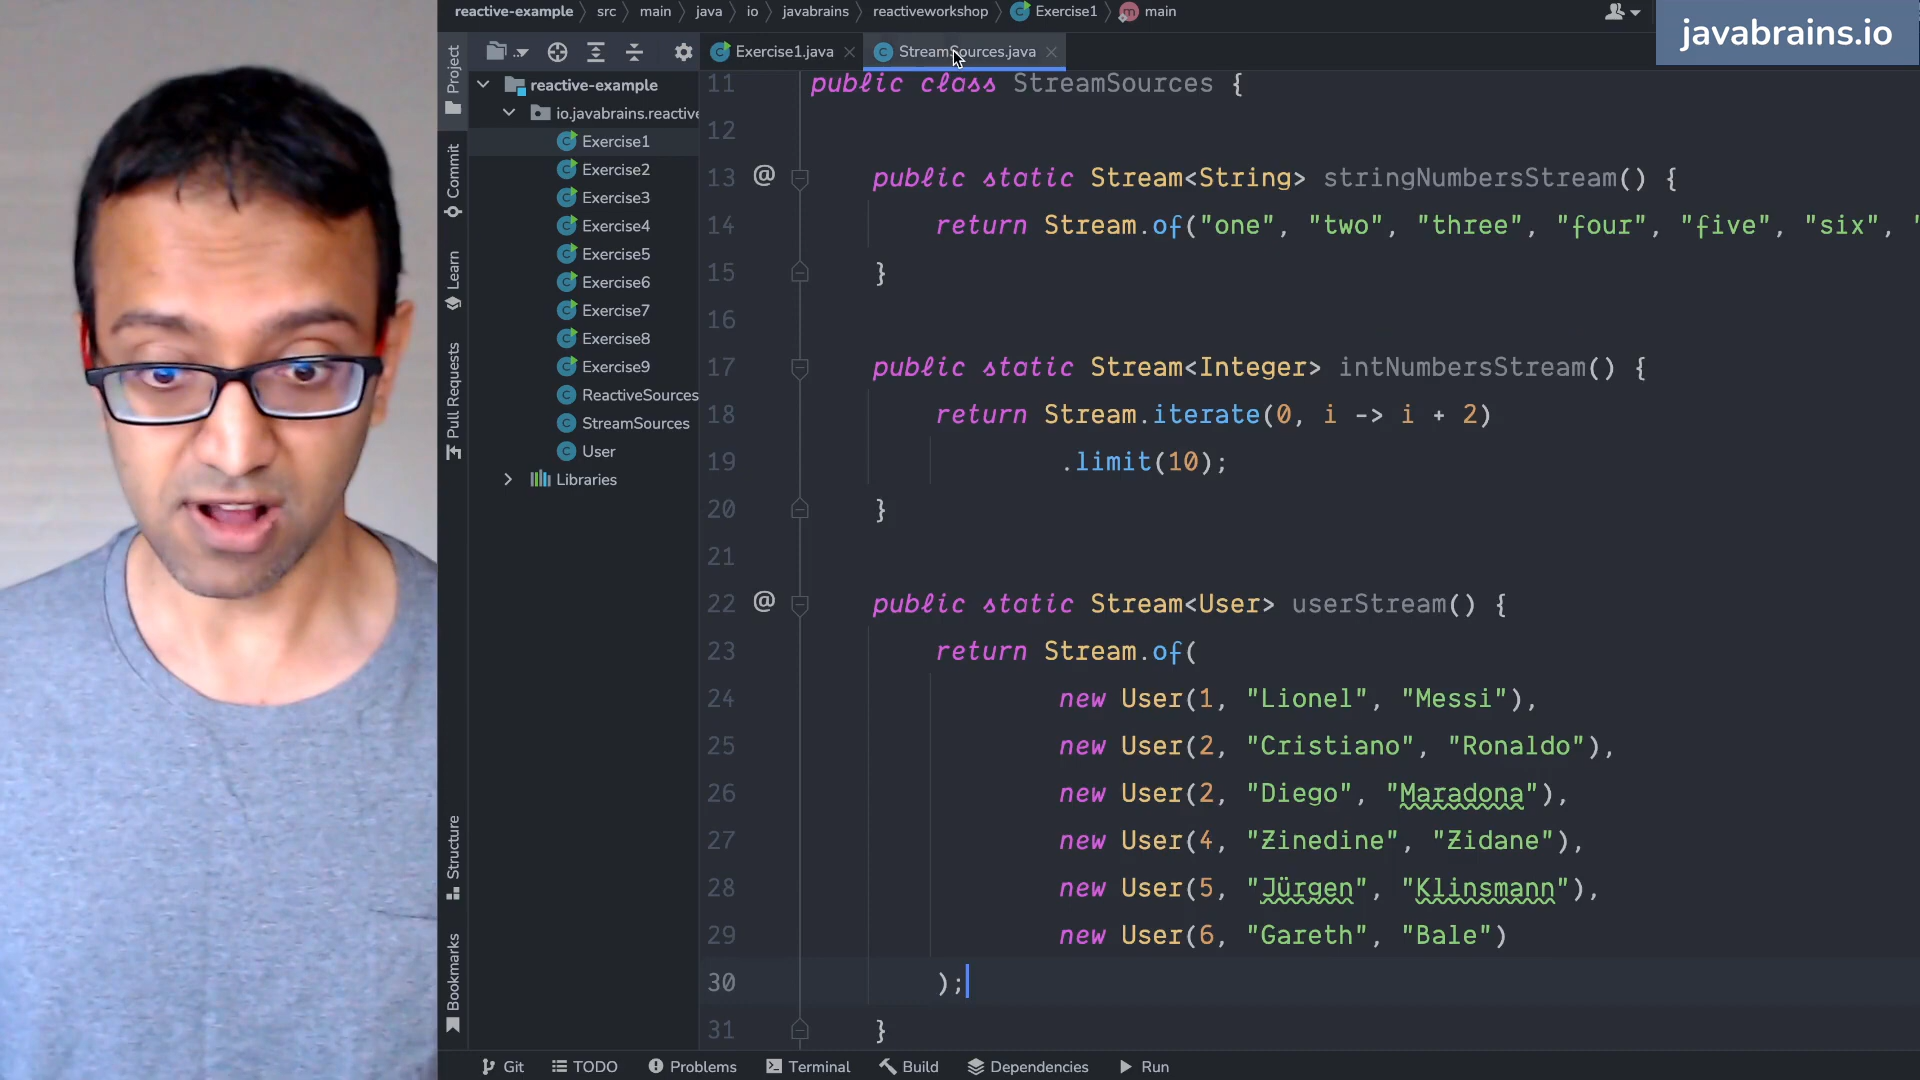 reactive-example src main java io javabrains reactiveworkshop Exercise1 main
javabrains.io
Project
Commit
Learn
Pull Requests
Structure
Bookmarks
Exercise1.java
StreamSources.java
reactive-example
io.javabrains.reactive
Exercise1
Exercise2
Exercise3
Exercise4
Exercise5
Exercise6
Exercise7
Exercise8
Exercise9
ReactiveSources
StreamSources
User
Libraries
11 public class StreamSources {
12
13 @ public static Stream<String> stringNumbersStream() {
14 return Stream.of("one", "two", "three", "four", "five", "six", "
15 }
16
17 public static Stream<Integer> intNumbersStream() {
18 return Stream.iterate(0, i -> i + 2)
19 .limit(10);
20 }
21
22 @ public static Stream<User> userStream() {
23 return Stream.of(
24 new User(1, "Lionel", "Messi"),
25 new User(2, "Cristiano", "Ronaldo"),
26 new User(2, "Diego", "Maradona"),
27 new User(4, "Zinedine", "Zidane"),
28 new User(5, "Jürgen", "Klinsmann"),
29 new User(6, "Gareth", "Bale")
30 );
31 }
Git TODO Problems Terminal Build Dependencies Run